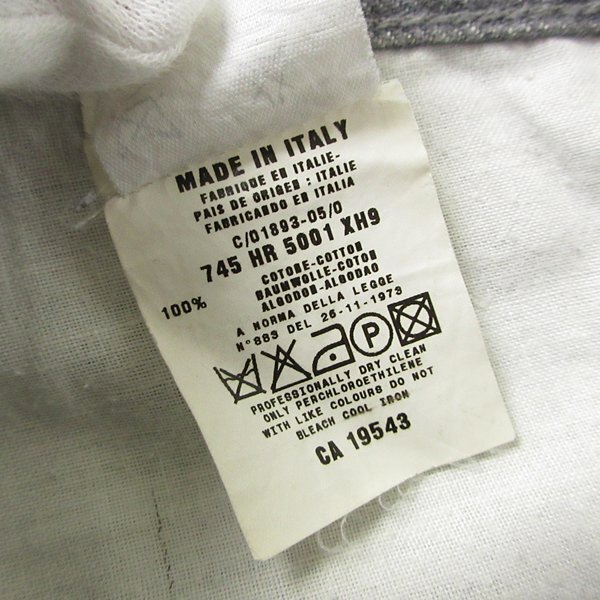 MADE IN ITALY
FABRIQUE EN ITALIE-
PAIS DE ORIGEN : ITALIE
FABRICANDO EN ITALIA
C/01893-05/0
745 HR 5001 XH9
100% COTONE-COTTON
BAUMWOLLE-COTON
ALGODON-ALGODAO
A NORMA DELLA LEGGE
N°883 DEL 26-11-1973
P
PROFESSIONALLY DRY CLEAN
ONLY PERCHLOROETHILENE
WITH LIKE COLOURS DO NOT
BLEACH COOL IRON
CA 19543